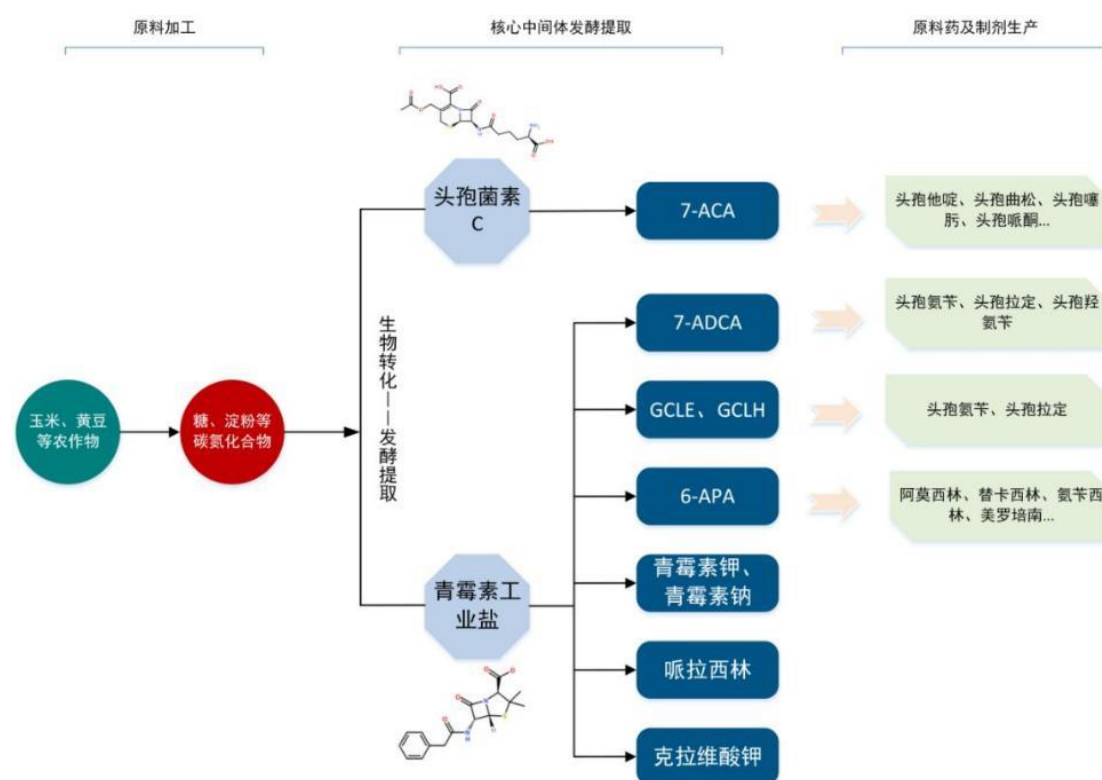 原料加工
核心中间体发酵提取
原料药及制剂生产
头孢菌素
C
7-ACA
头孢他啶、头孢曲松、头孢噻
肟、头孢哌酮...
生物转化——发酵提取
7-ADCA
头孢氨苄、头孢拉定、头孢羟
氨苄
玉米、黄豆
等农作物
糖、淀粉等
碳氮化合物
GCLE、GCLH
头孢氨苄、头孢拉定
6-APA
阿莫西林、替卡西林、氨苄西
林、美罗培南...
青霉素工
业盐
青霉素钾、
青霉素钠
哌拉西林
克拉维酸钾